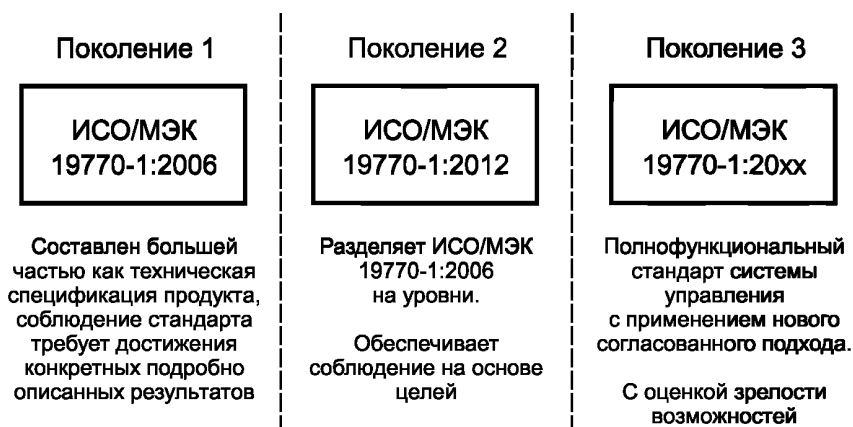 Поколение 1
ИСО/МЭК
19770-1:2006
Составлен большей
частью как техническая
спецификация продукта,
соблюдение стандарта
требует достижения
конкретных подробно
описанных результатов
Поколение 2
ИСО/МЭК
19770-1:2012
Разделяет ИСО/МЭК
19770-1:2006
на уровни.
Обеспечивает
соблюдение на основе
целей
Поколение 3
ИСО/МЭК
19770-1:20xx
Полнофункциональный
стандарт системы
управления
с применением нового
согласованного подхода.
С оценкой зрелости
возможностей